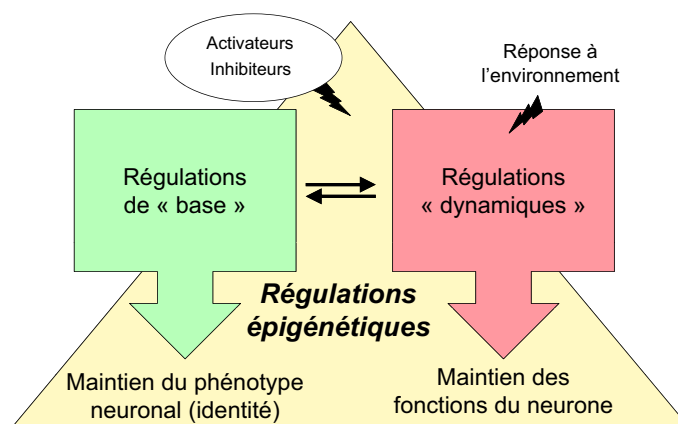 Activateurs
Inhibiteurs
Réponse à
l'environnement
Régulations
de « base »
Régulations
« dynamiques »
Régulations
épigénétiques
Maintien du phénotype
neuronal (identité)
Maintien des
fonctions du neurone